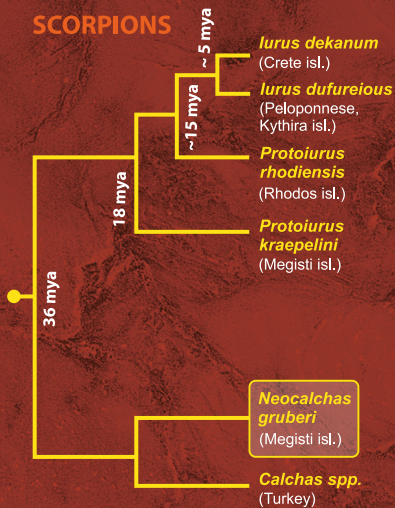 SCORPIONS
~ 5 mya
Iurus dekanum
(Crete isl.)
Iurus dufureious
(Peloponnese,
Kythira isl.)
~15 mya
Protoiurus
rhodiensis
(Rhodos isl.)
18 mya
Protoiurus
kraepelini
(Megisti isl.)
36 mya
Neocalchas
gruberi
(Megisti isl.)
Calchas spp.
(Turkey)